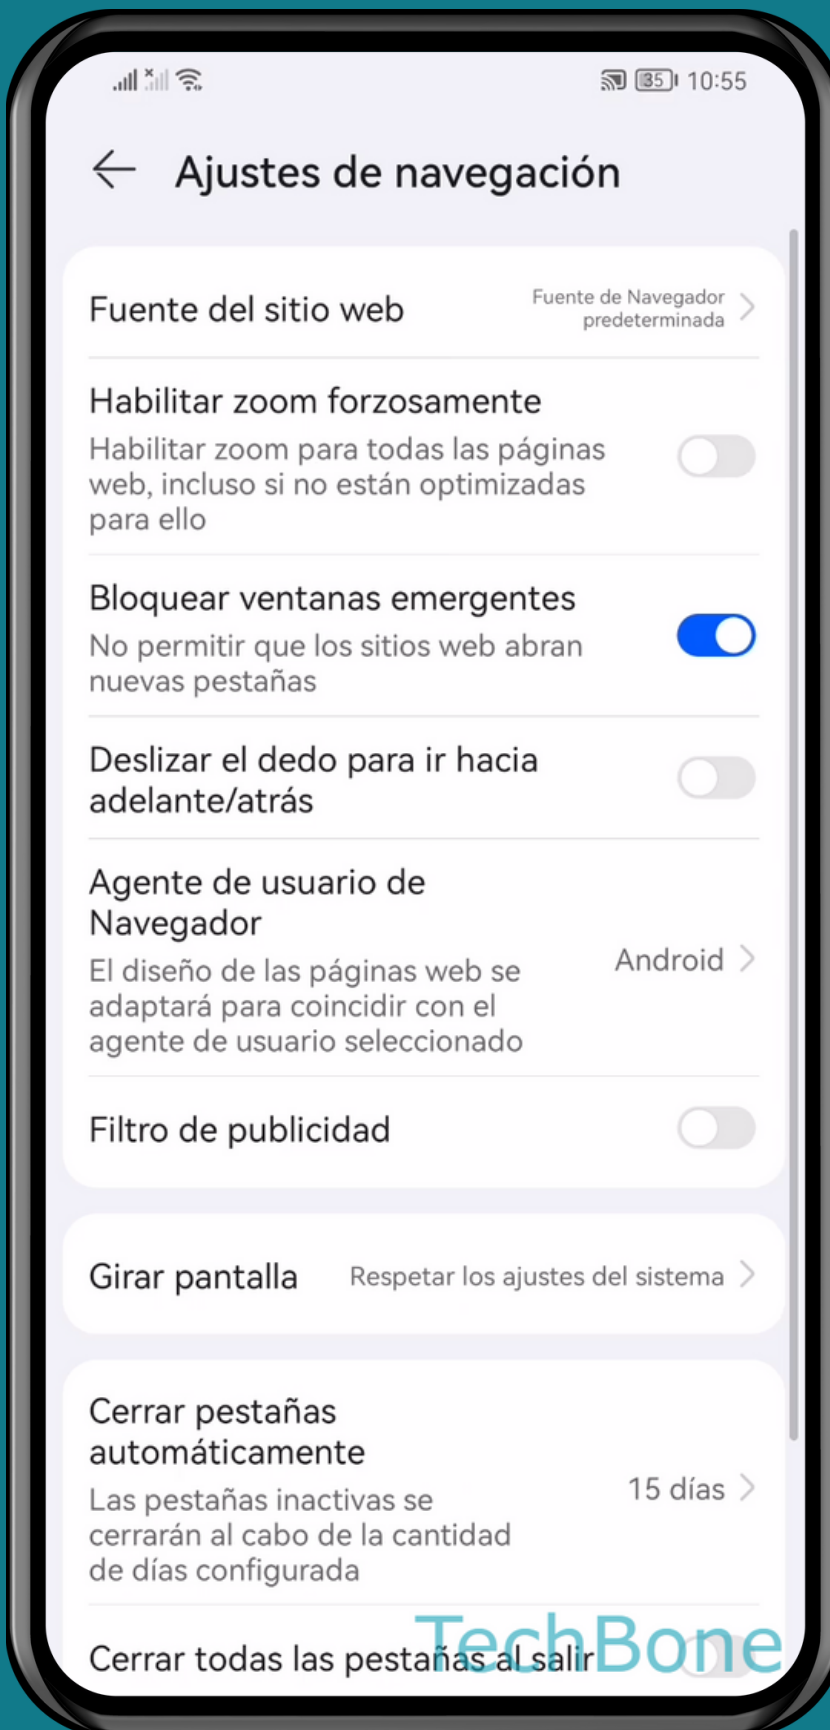 35 10:55
Ajustes de navegación
Fuente del sitio web
Fuente de Navegador
predeterminada
Habilitar zoom forzosamente
Habilitar zoom para todas las páginas
web, incluso si no están optimizadas
para ello
Bloquear ventanas emergentes
No permitir que los sitios web abran
nuevas pestañas
Deslizar el dedo para ir hacia
adelante/atrás
Agente de usuario de
Navegador
El diseño de las páginas web se
adaptará para coincidir con el
agente de usuario seleccionado
Android
Filtro de publicidad
Girar pantalla Respetar los ajustes del sistema
Cerrar pestañas
automáticamente
Las pestañas inactivas se
cerrarán al cabo de la cantidad
de días configurada
15 días
Cerrar todas las pestañas al salir
TechBone